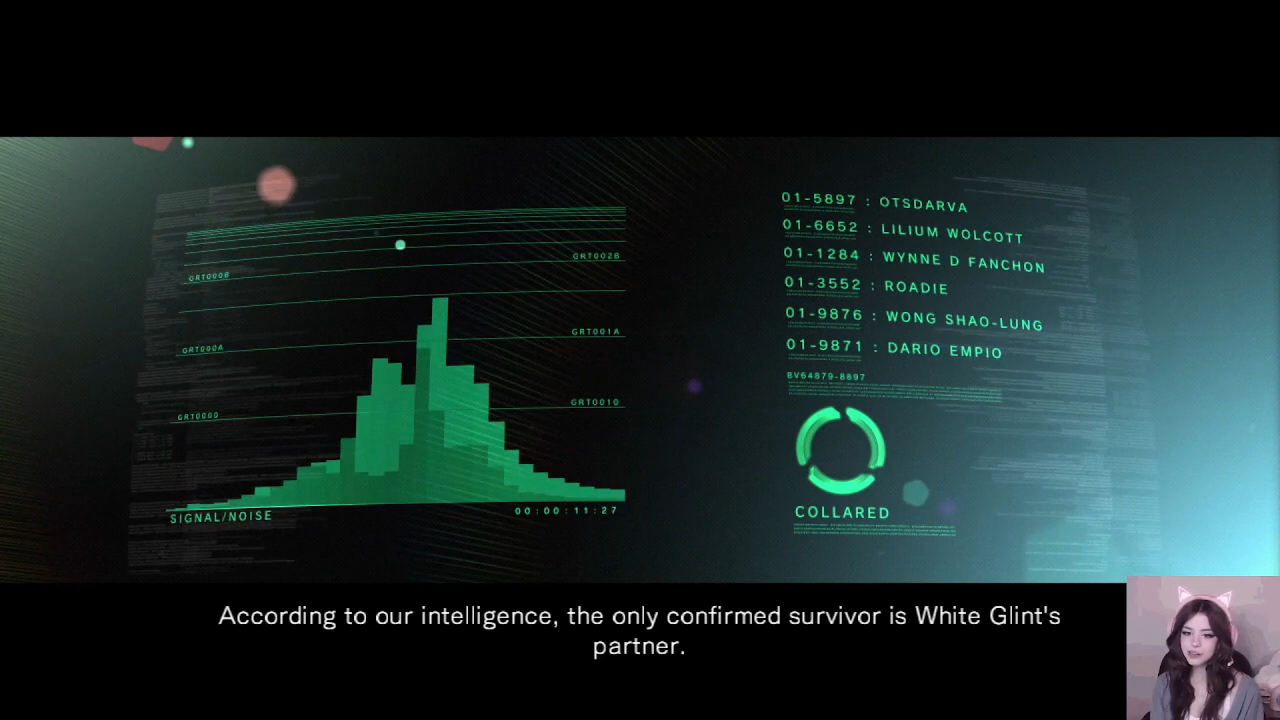 01-5897 : OTSDARVA
01-6652 : LILIUM WOLCOTT
01-1284 : WYNNE D FANCHON
01-3552 : ROADIE
01-9876 : WONG SHAO-LUNG
01-9871 : DARIO EMPIO
BV64879-8897
COLLARED
GRT000B
GRT002B
GRT000A
GRT001A
GRT0000
GRT0010
SIGNAL/NOISE
00:00:11:27
According to our intelligence, the only confirmed survivor is White Glint's
partner.